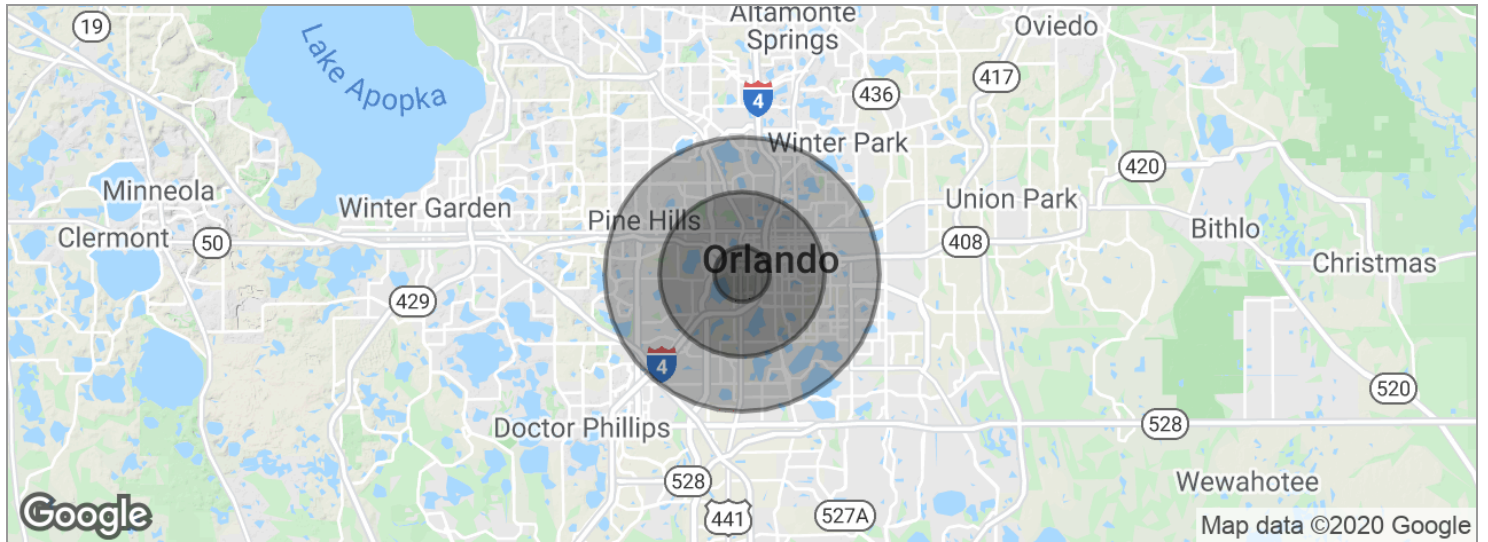 19
Altamonte
Springs
Oviedo
Lake Apopka
4
436
417
Winter Park
420
Minneola
Winter Garden
Pine Hills
Union Park
Clermont
50
408
Bithlo
Orlando
Christmas
429
4
520
Doctor Phillips
528
528
441
527A
Wewahotee
Google
Map data ©2020 Google